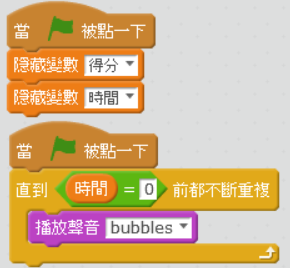 當 被點一下
隱藏變數 得分
隱藏變數 時間
當 被點一下
直到 時間 = 0 前都不斷重複
播放聲音 bubbles